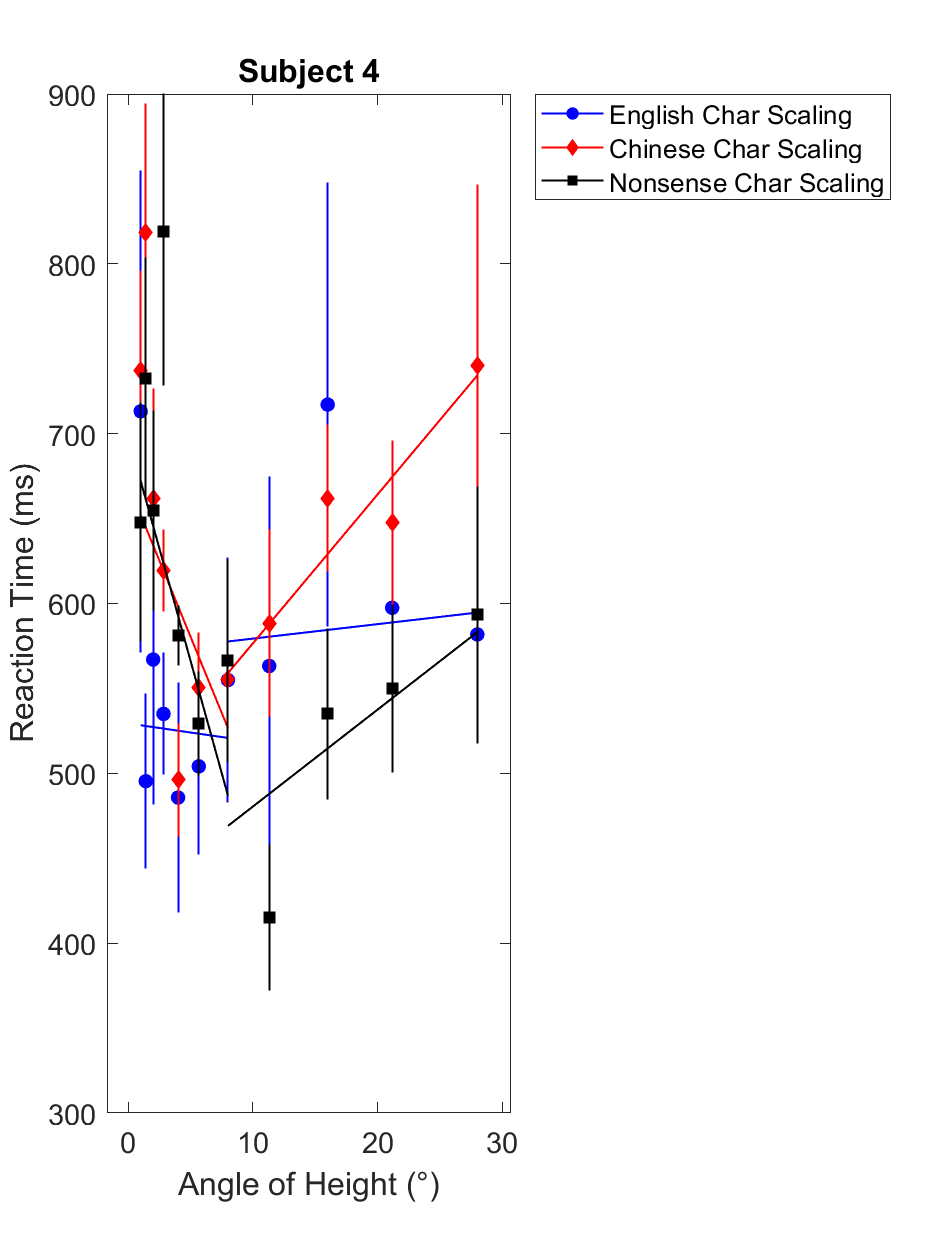 Subject 4
English Char Scaling
Chinese Char Scaling
Nonsense Char Scaling
900
800
700
600
500
400
300
Reaction Time (ms)
0 10 20 30
Angle of Height (°)